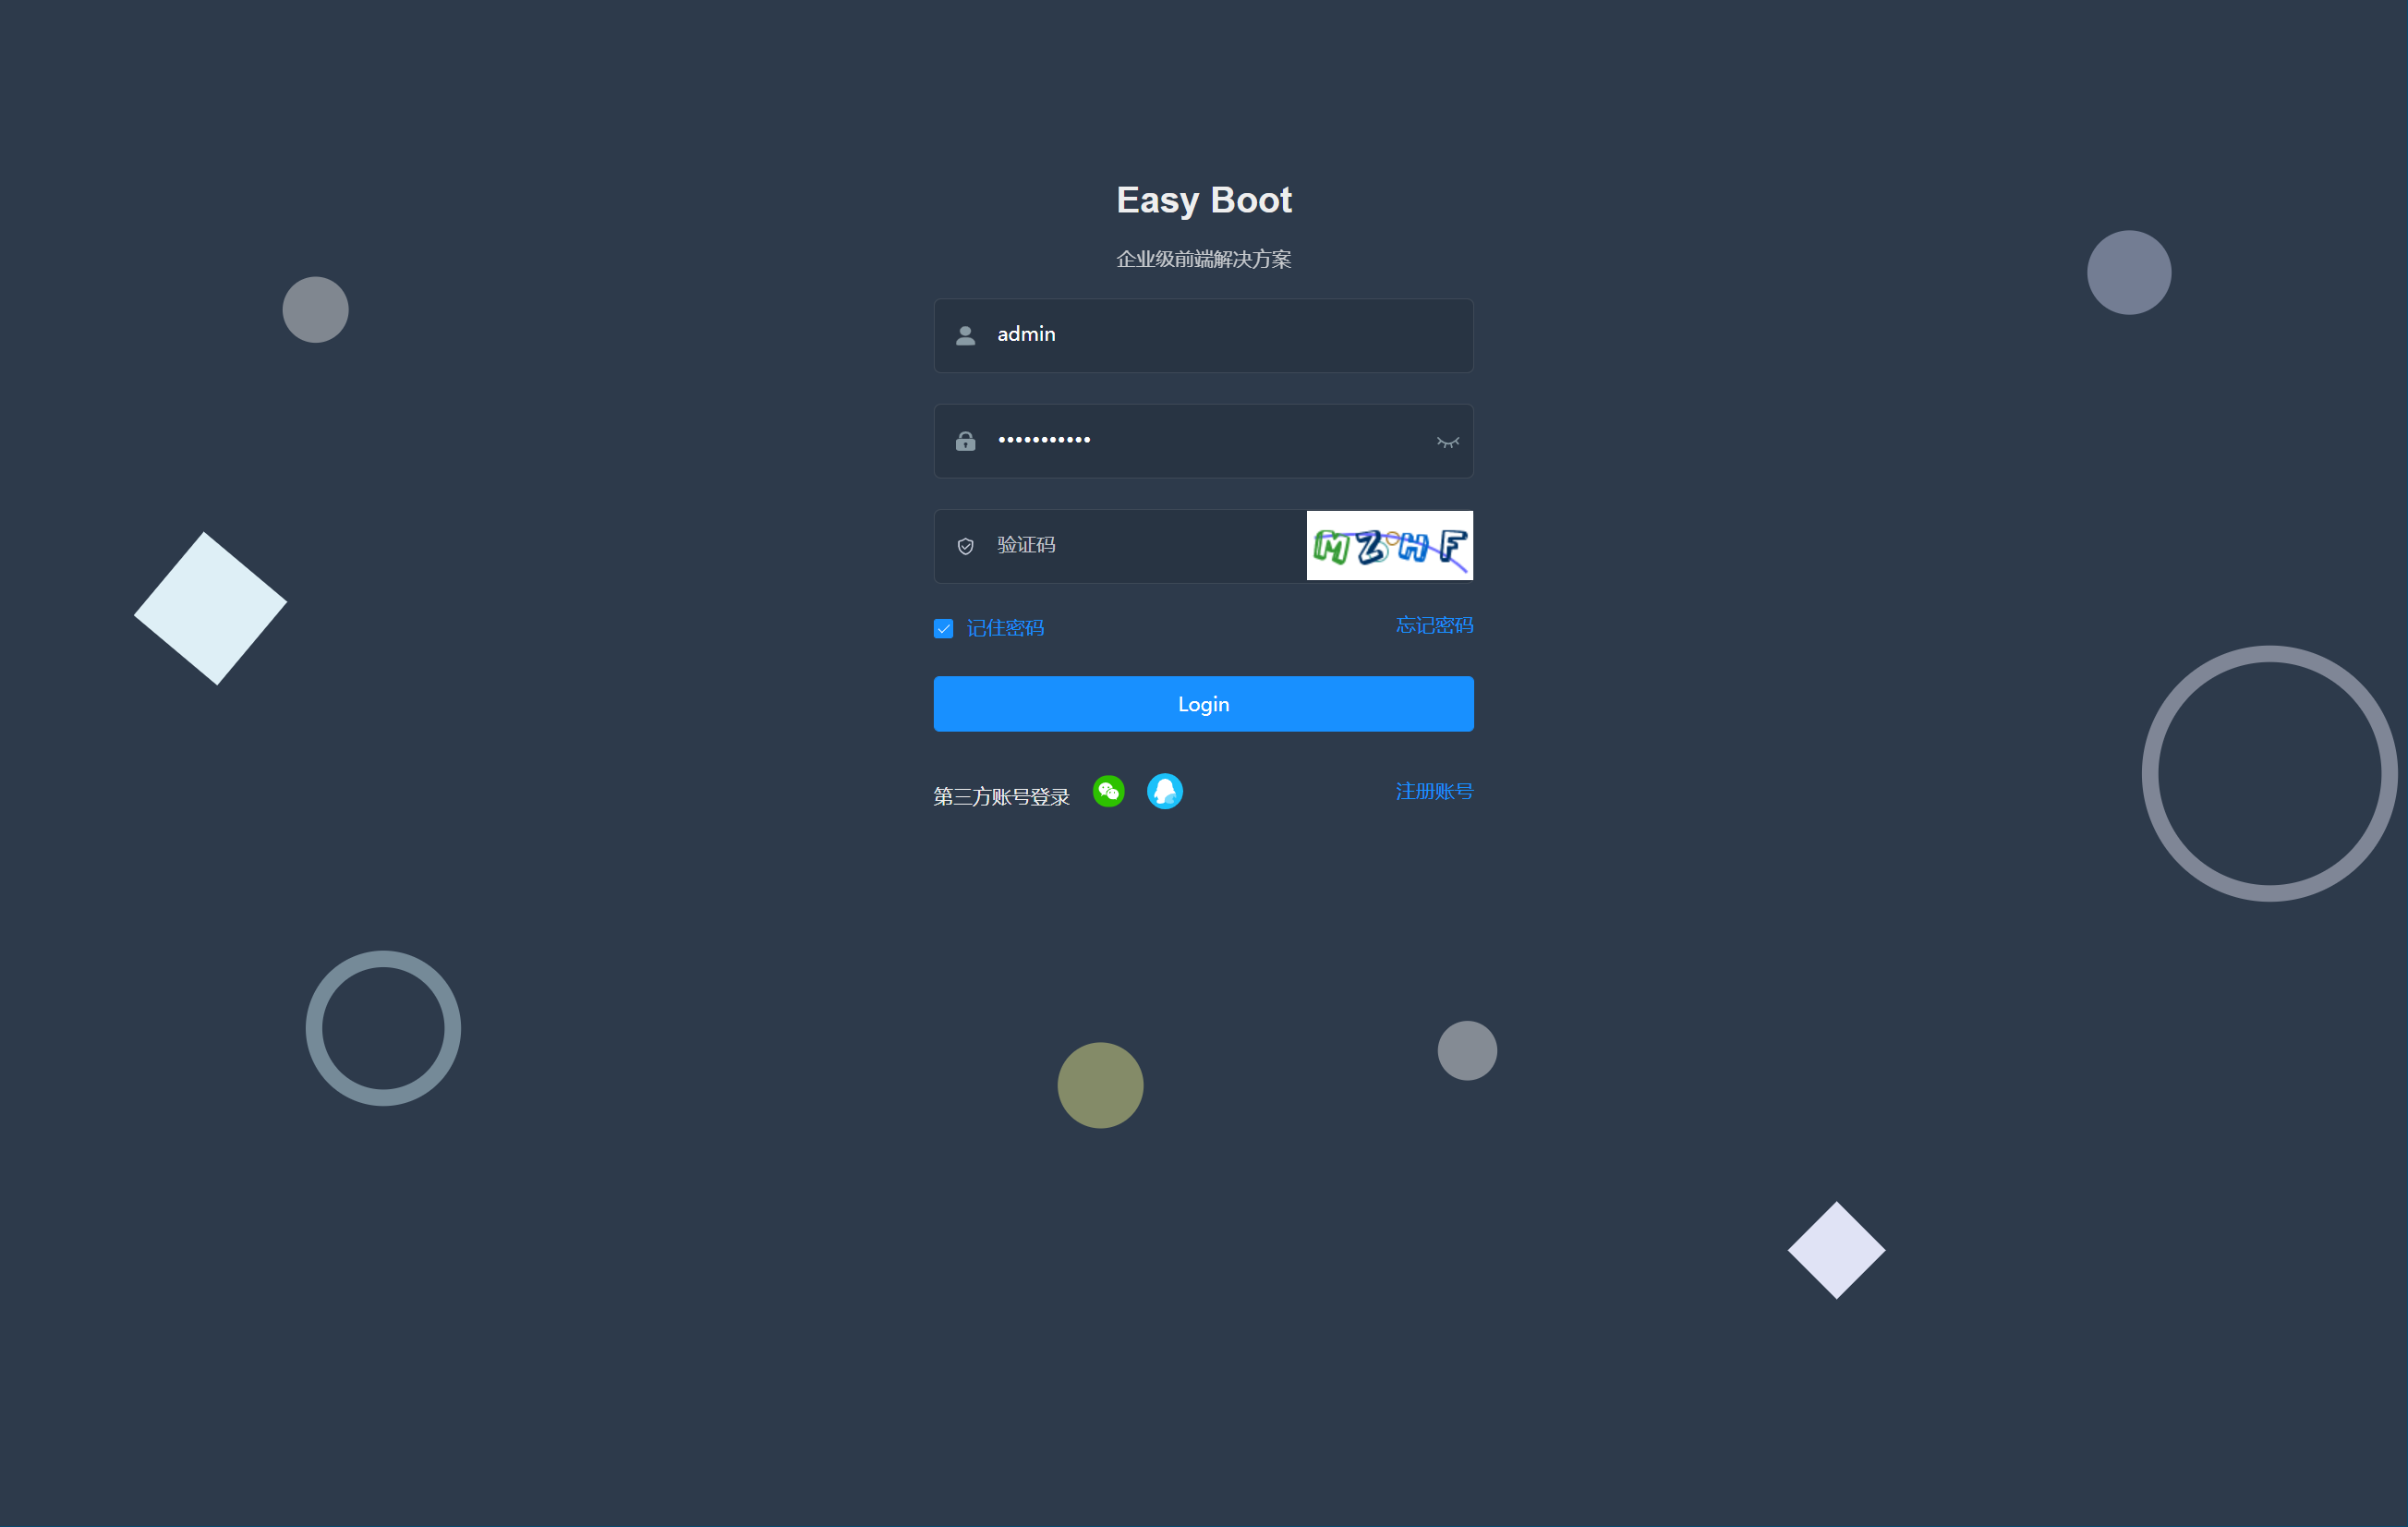 Easy Boot
企业级前端解决方案
admin
•••••••••••
验证码
MZHF
记住密码
忘记密码
Login
第三方账号登录
注册账号